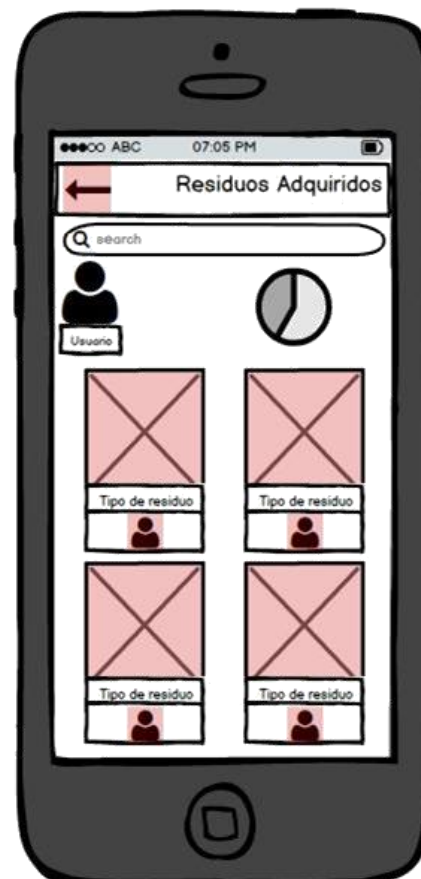 ABC 07:05 PM
Residuos Adquiridos
search
Usuario
Tipo de residuo Tipo de residuo
Tipo de residuo Tipo de residuo